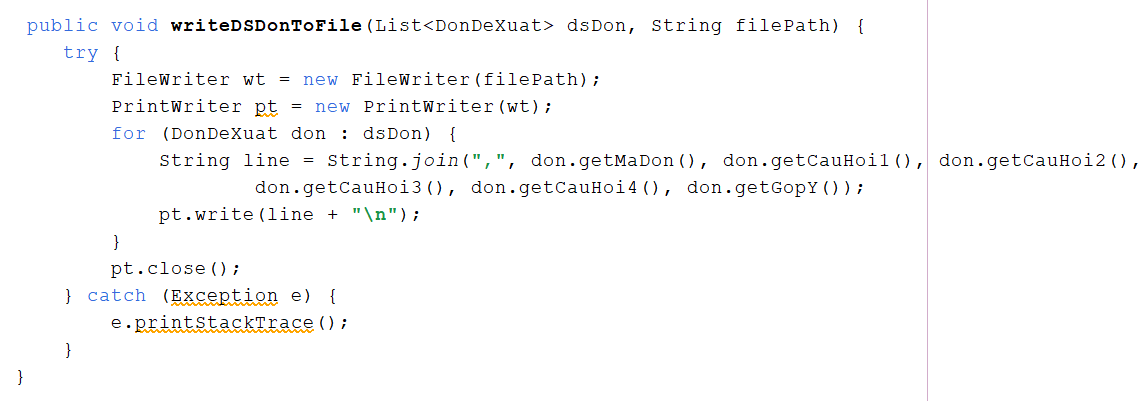 public void writeDSDonToFile(List<DonDeXuat> dsDon, String filePath) {
try {
FileWriter wt = new FileWriter(filePath);
PrintWriter pt = new PrintWriter(wt);
for (DonDeXuat don : dsDon) {
String line = String.join(",", don.getMaDon(), don.getCauHoi1(), don.getCauHoi2(),
don.getCauHoi3(), don.getCauHoi4(), don.getGopY());
pt.write(line + "\n");
}
pt.close();
} catch (Exception e) {
e.printStackTrace();
}
}